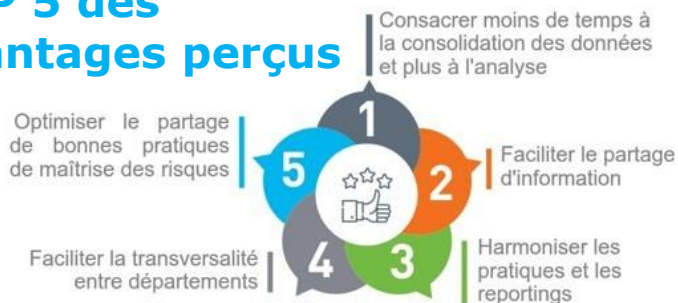 P 5 des
antages perçus
Consacrer moins de temps à
la consolidation des données
et plus à l'analyse
1
Optimiser le partage
de bonnes pratiques
de maîtrise des risques
5
2
Faciliter le partage
d'information
Faciliter la transversalité
entre départements
4
3
Harmoniser les
pratiques et les
reportings